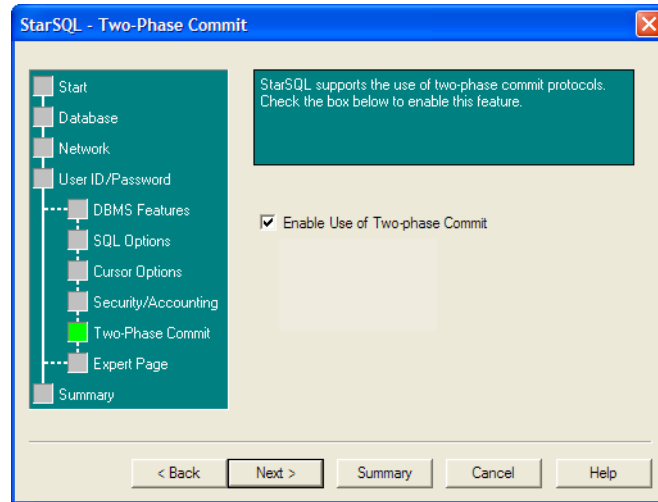 StarSQL - Two-Phase Commit
Start
Database
Network
User ID/Password
DBMS Features
SQL Options
Cursor Options
Security/Accounting
Two-Phase Commit
Expert Page
Summary
StarSQL supports the use of two-phase commit protocols.
Check the box below to enable this feature.
Enable Use of Two-phase Commit
< Back
Next >
Summary
Cancel
Help